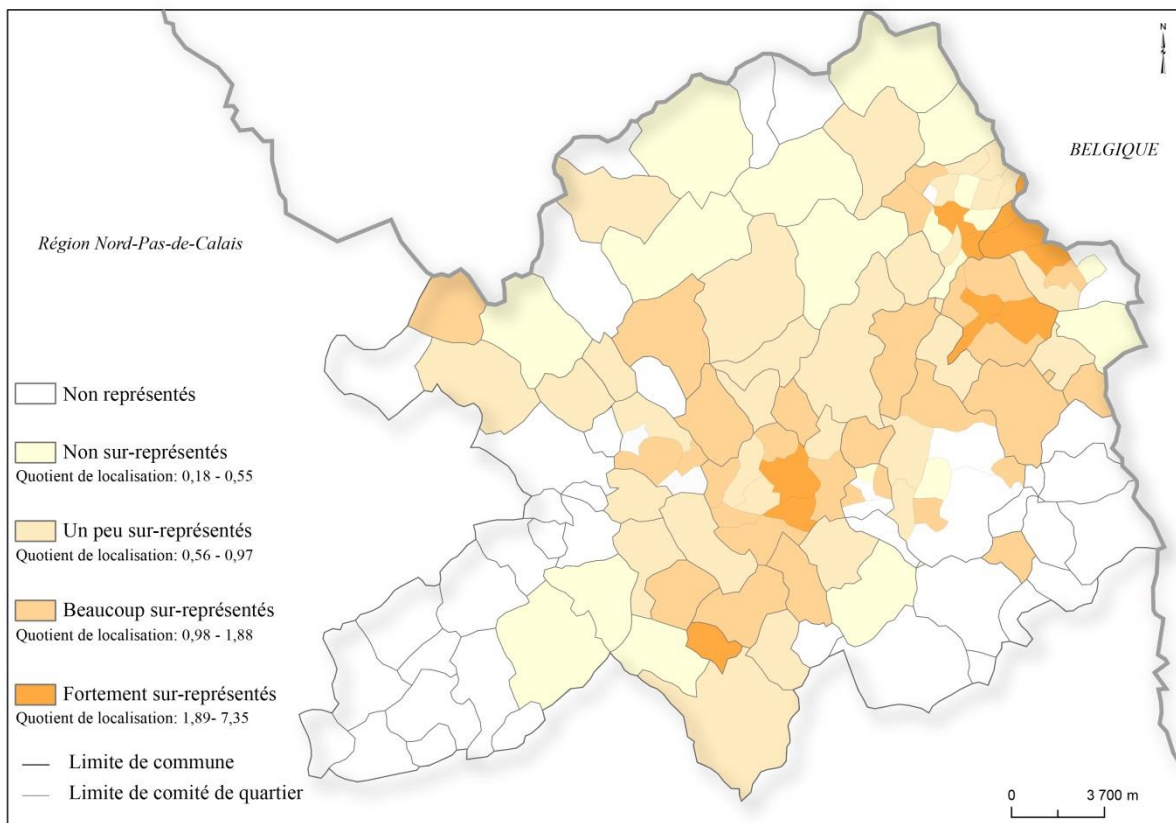 N
BELGIQUE
Région Nord-Pas-de-Calais
Non représentés
Non sur-représentés
Quotient de localisation: 0,18 - 0,55
Un peu sur-représentés
Quotient de localisation: 0,56 - 0,97
Beaucoup sur-représentés
Quotient de localisation: 0,98 - 1,88
Fortement sur-représentés
Quotient de localisation: 1,89- 7,35
Limite de commune
Limite de comité de quartier
0 3 700 m